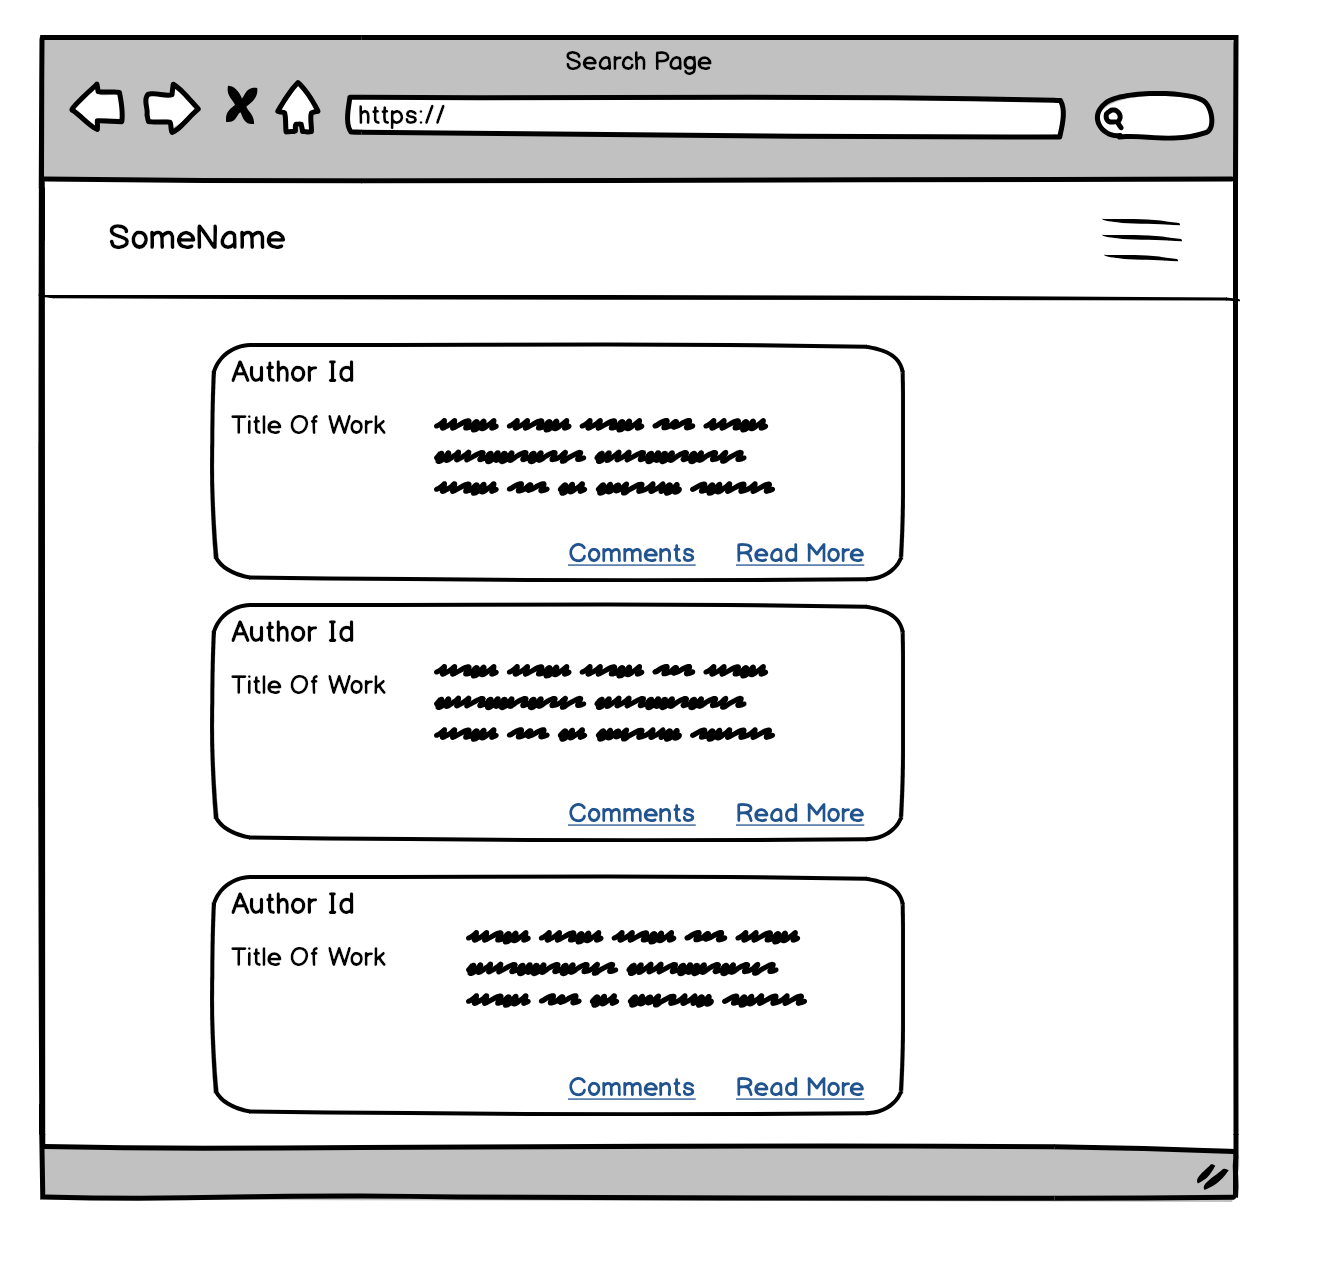 Search Page
https://
SomeName
Author Id
Title Of Work
Comments Read More
Author Id
Title Of Work
Comments Read More
Author Id
Title Of Work
Comments Read More